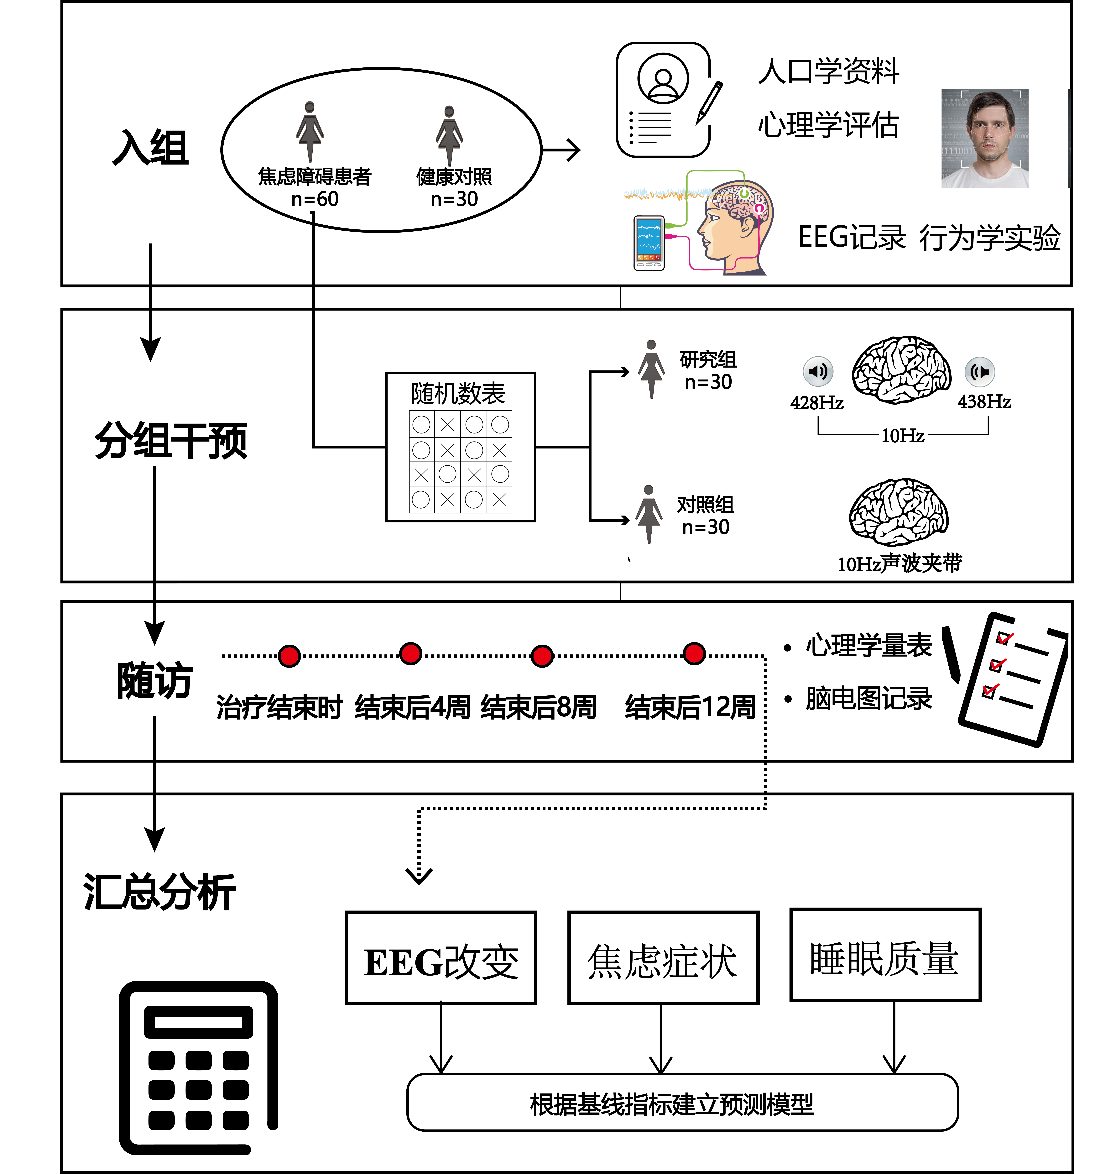 入组
焦虑障碍患者
n=60
健康对照
n=30
人口学资料
心理学评估
EEG记录
行为学实验
分组干预
随机数表
研究组
n=30
428Hz
438Hz
10Hz
对照组
n=30
10Hz声波夹带
随访
治疗结束时
结束后4周
结束后8周
结束后12周
• 心理学量表
• 脑电图记录
汇总分析
EEG改变
焦虑症状
睡眠质量
根据基线指标建立预测模型